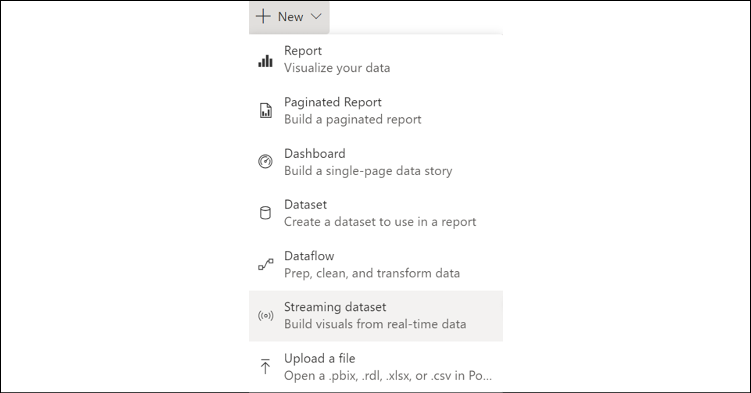 New
Report
Visualize your data
Paginated Report
Build a paginated report
Dashboard
Build a single-page data story
Dataset
Create a dataset to use in a report
Dataflow
Prep, clean, and transform data
Streaming dataset
Build visuals from real-time data
Upload a file
Open a .pbix, .rdl, .xlsx, or .csv in Po...